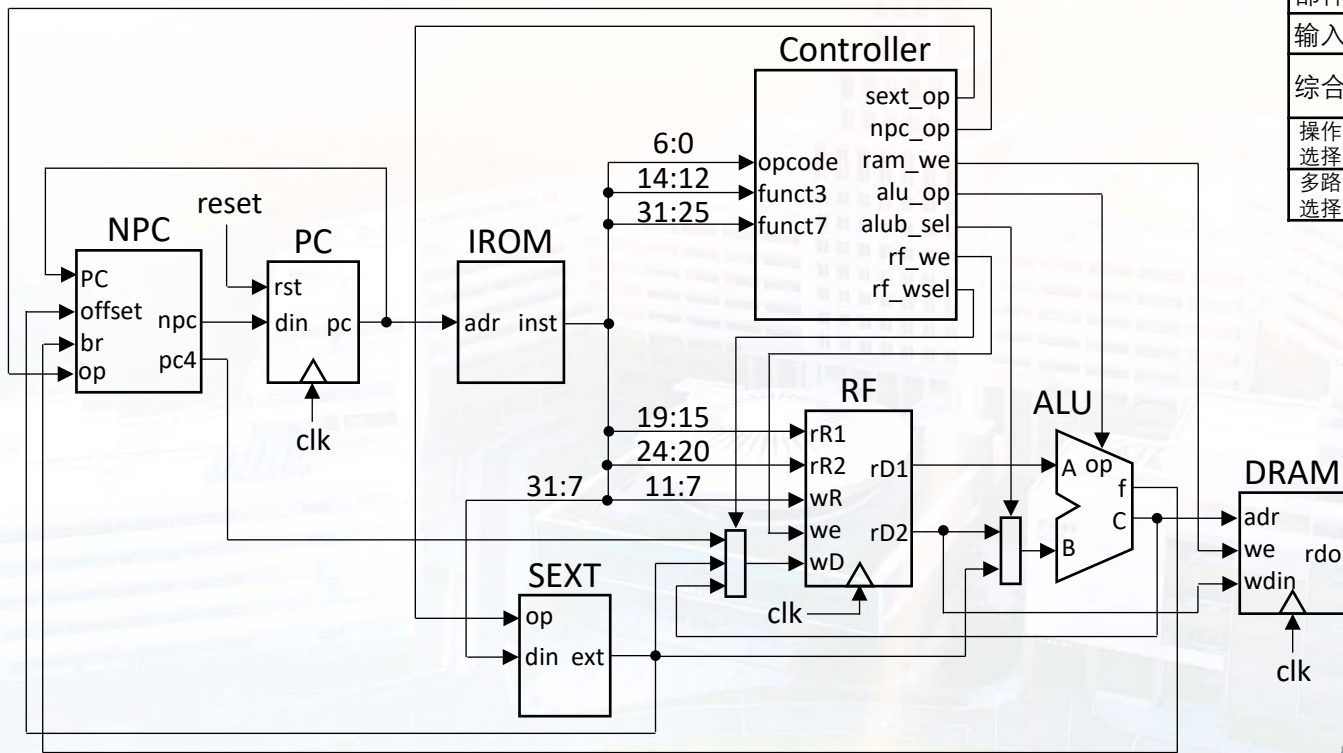 Controller
sext_op
npc_op
ram_we
alu_op
alub_sel
rf_we
rf_wsel
opcode
funct3
funct7
6:0
14:12
31:25
输入
综合
操作
选择
多路
选择
reset
NPC
PC
offset
br
op
npc
pc4
PC
rst
din pc
clk
IROM
adr inst
19:15
24:20
31:7
11:7
RF
rR1
rR2
wR
we
wD
rD1
rD2
clk
SEXT
op
din ext
ALU
A op
f
C
B
DRAM
adr
we
wdin
rdo
clk